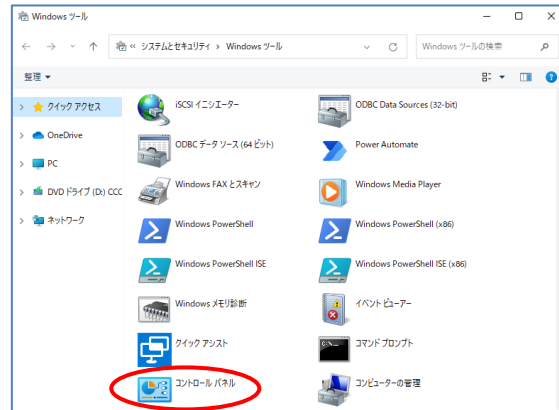 Windows ツール
« システムとセキュリティ › Windows ツール
Windows ツールの検索
整理
クイック アクセス
OneDrive
PC
DVD ドライブ (D:) CCC
ネットワーク
iSCSI イニシエーター
ODBC Data Sources (32-bit)
ODBC データ ソース (64 ビット)
Power Automate
Windows FAX とスキャン
Windows Media Player
Windows PowerShell
Windows PowerShell (x86)
Windows PowerShell ISE
Windows PowerShell ISE (x86)
Windows メモリ診断
イベント ビューアー
クイック アシスト
コマンド プロンプト
コントロール パネル
コンピューターの管理